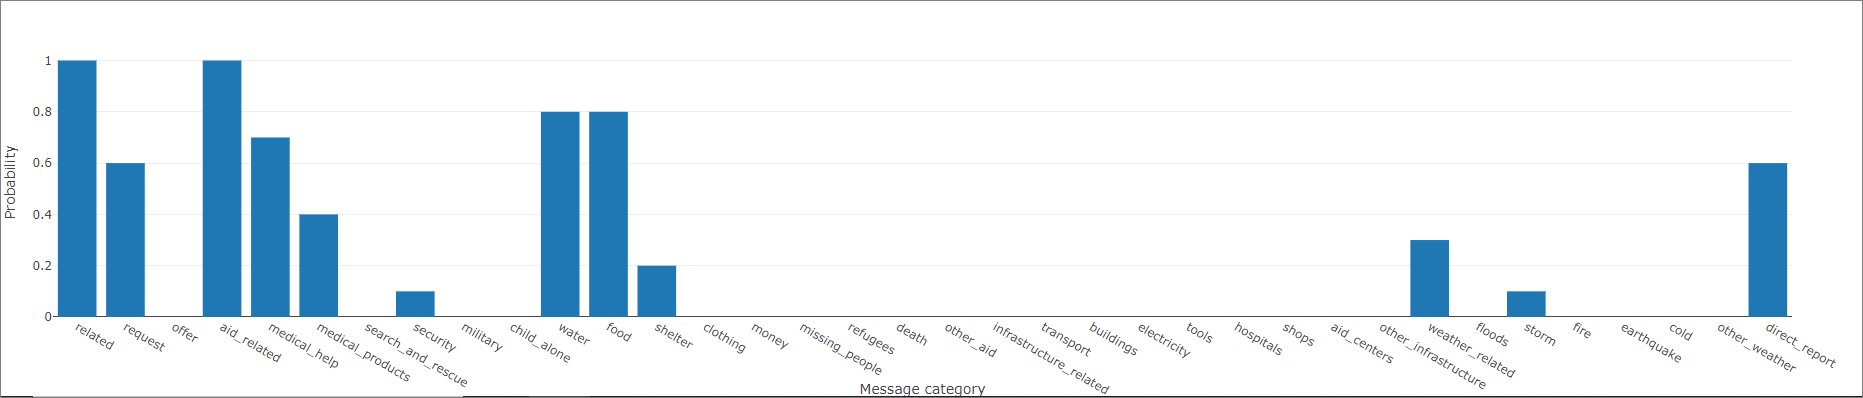 1
0.8
0.6
0.4
0.2
0
Probability
related
request
offer
aid_related
medical_help
medical_products
search_and_rescue
security
military
child_alone
water
food
shelter
clothing
money
missing_people
refugees
death
other_aid
infrastructure_related
transport
buildings
electricity
tools
hospitals
shops
aid_centers
other_infrastructure
weather_related
floods
storm
fire
earthquake
cold
other_weather
direct_report
Message category